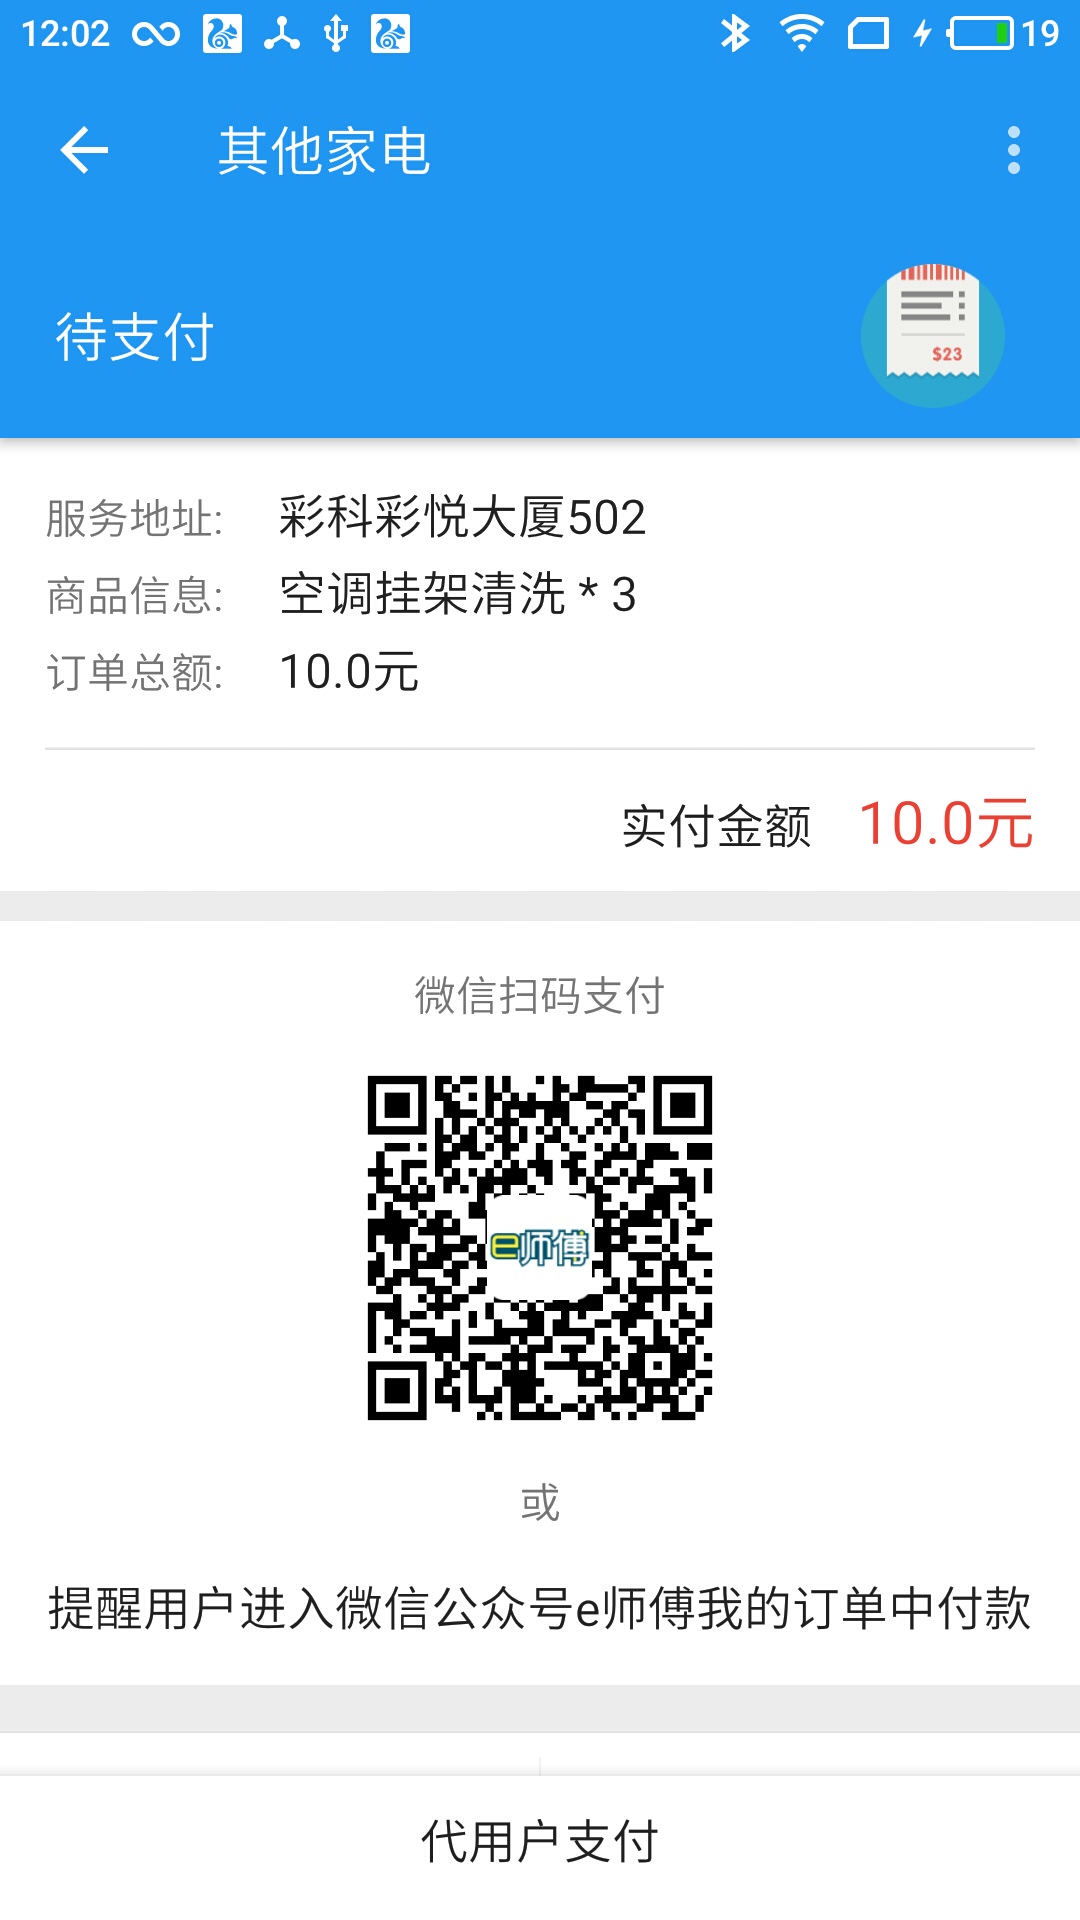 12:02
19
其他家电
待支付
$23
服务地址: 彩科彩悦大厦502
商品信息: 空调挂架清洗 * 3
订单总额: 10.0元
实付金额 10.0元
微信扫码支付
e师傅
或
提醒用户进入微信公众号e师傅我的订单中付款
代用户支付